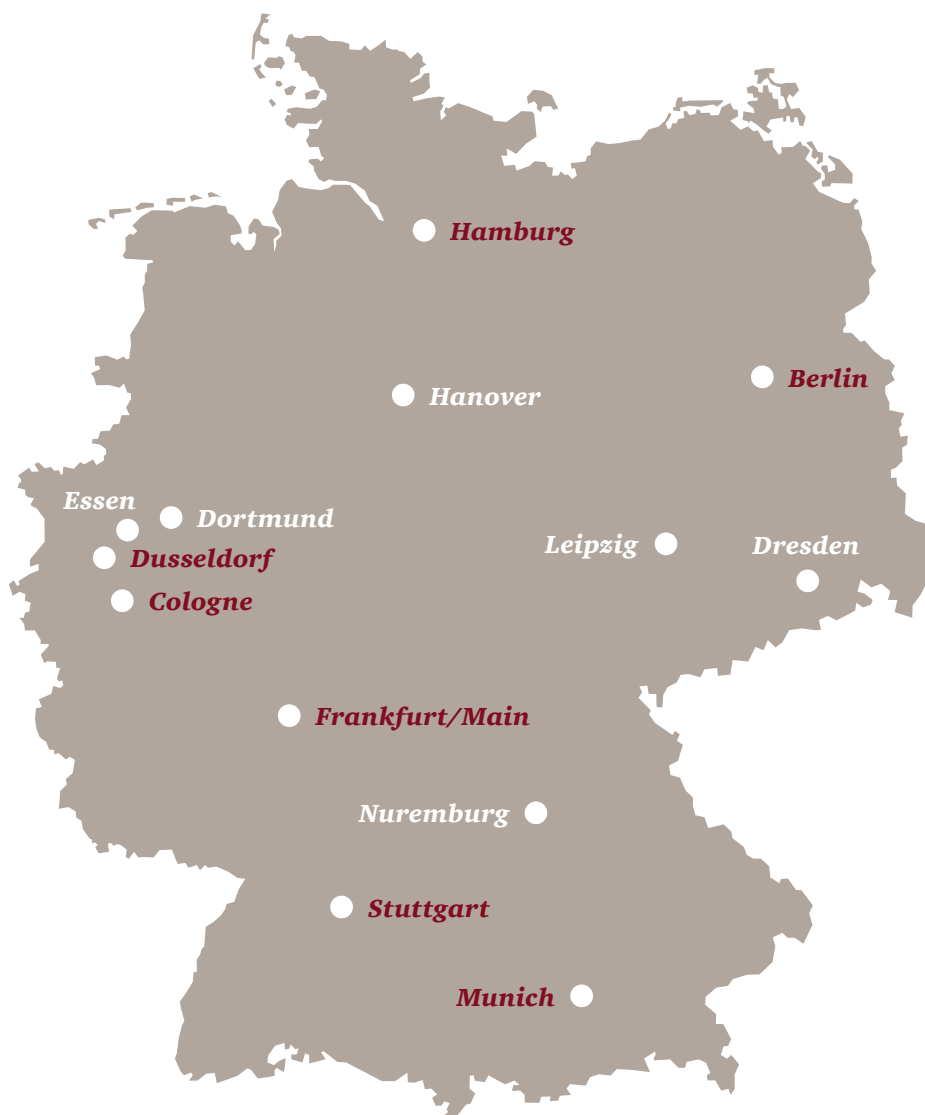 Hamburg
Berlin
Hanover
Essen
Dortmund
Leipzig
Dresden
Dusseldorf
Cologne
Frankfurt/Main
Nuremburg
Stuttgart
Munich